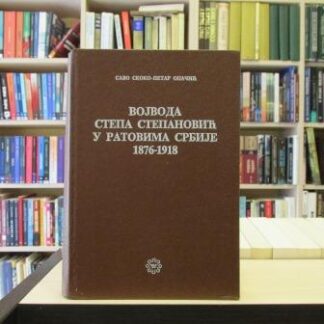 САВО СКОКО-ПЕТАР ОПАЧИЋ
ВОЈВОДА
СТЕПА СТЕПАНОВИЋ
У РАТОВИМА СРБИЈЕ
1876-1918